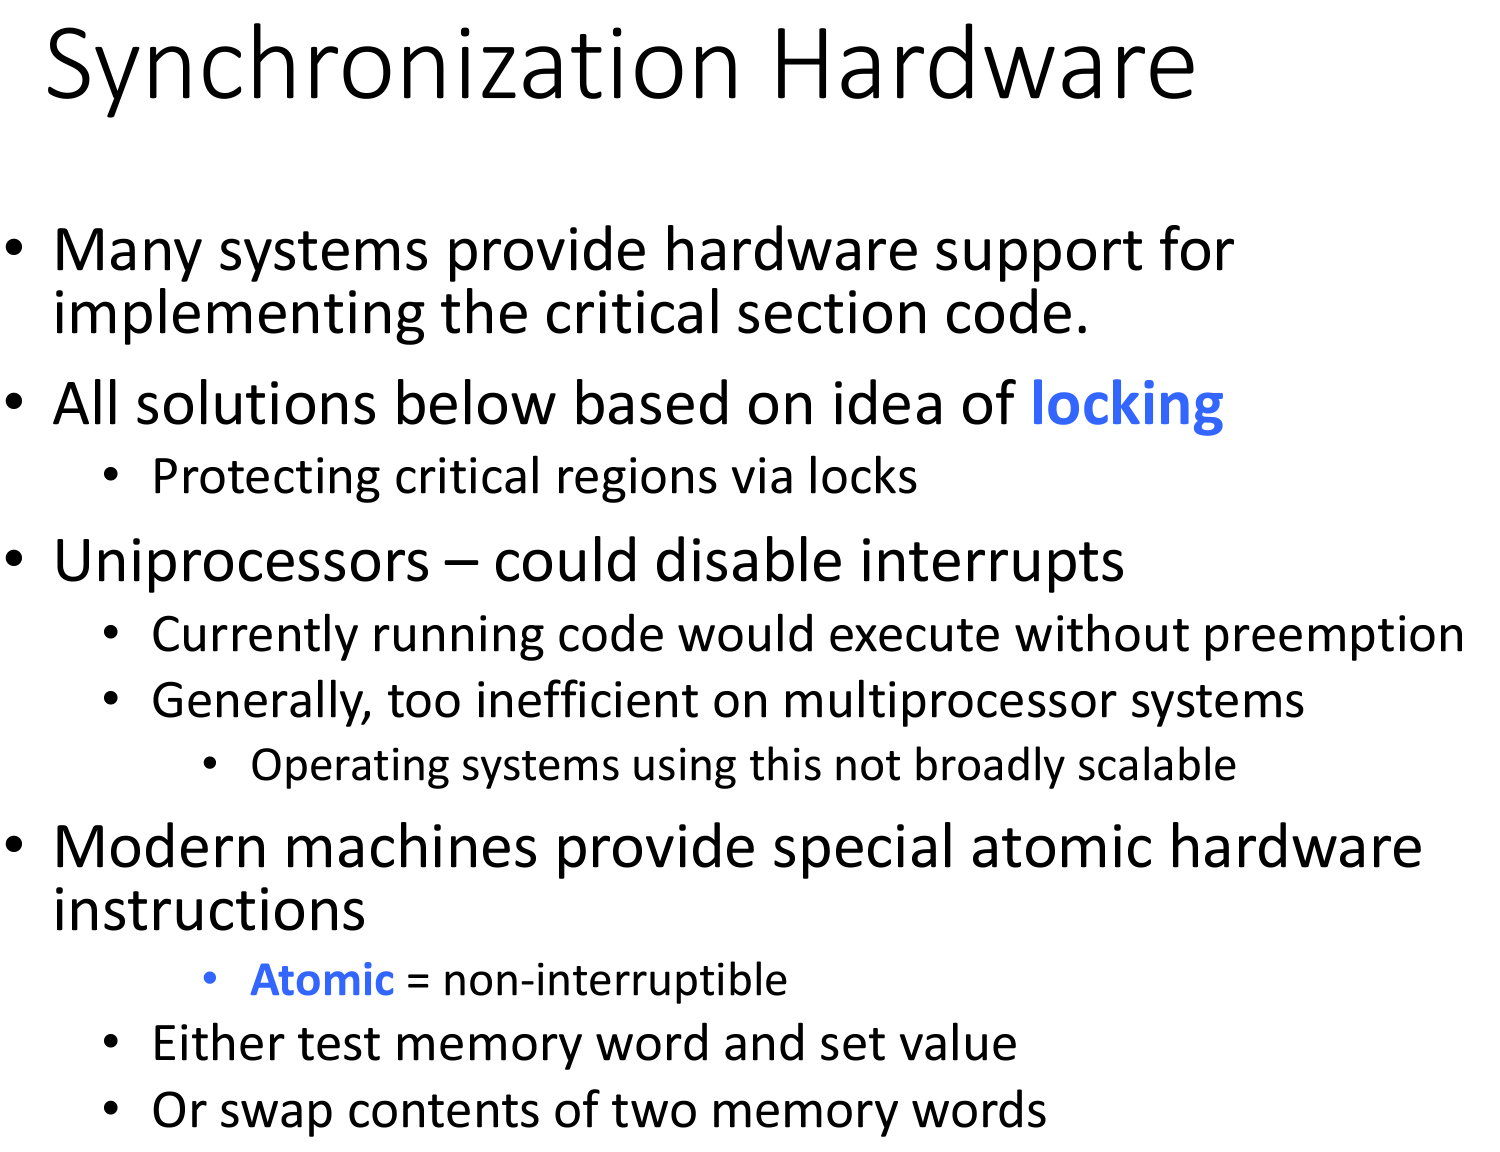 Synchronization Hardware
• Many systems provide hardware support for
implementing the critical section code.
• All solutions below based on idea of locking
• Protecting critical regions via locks
• Uniprocessors – could disable interrupts
• Currently running code would execute without preemption
• Generally, too inefficient on multiprocessor systems
• Operating systems using this not broadly scalable
• Modern machines provide special atomic hardware
instructions
• Atomic = non-interruptible
• Either test memory word and set value
• Or swap contents of two memory words